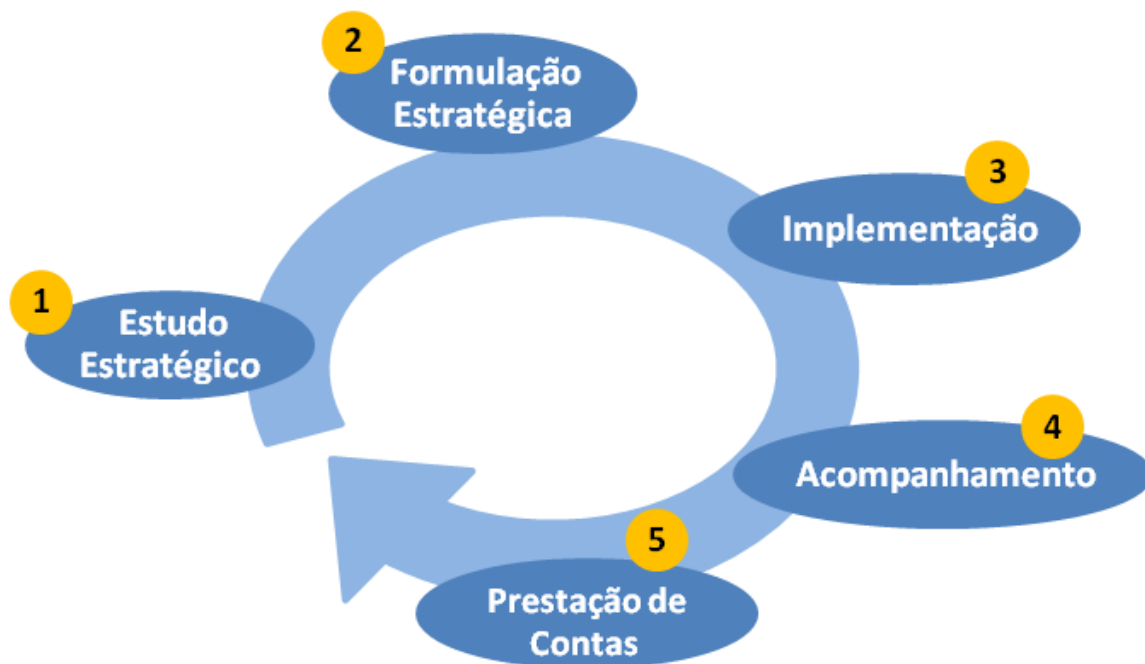 1
Estudo
Estratégico
2
Formulação
Estratégica
3
Implementação
4
Acompanhamento
5
Prestação de
Contas